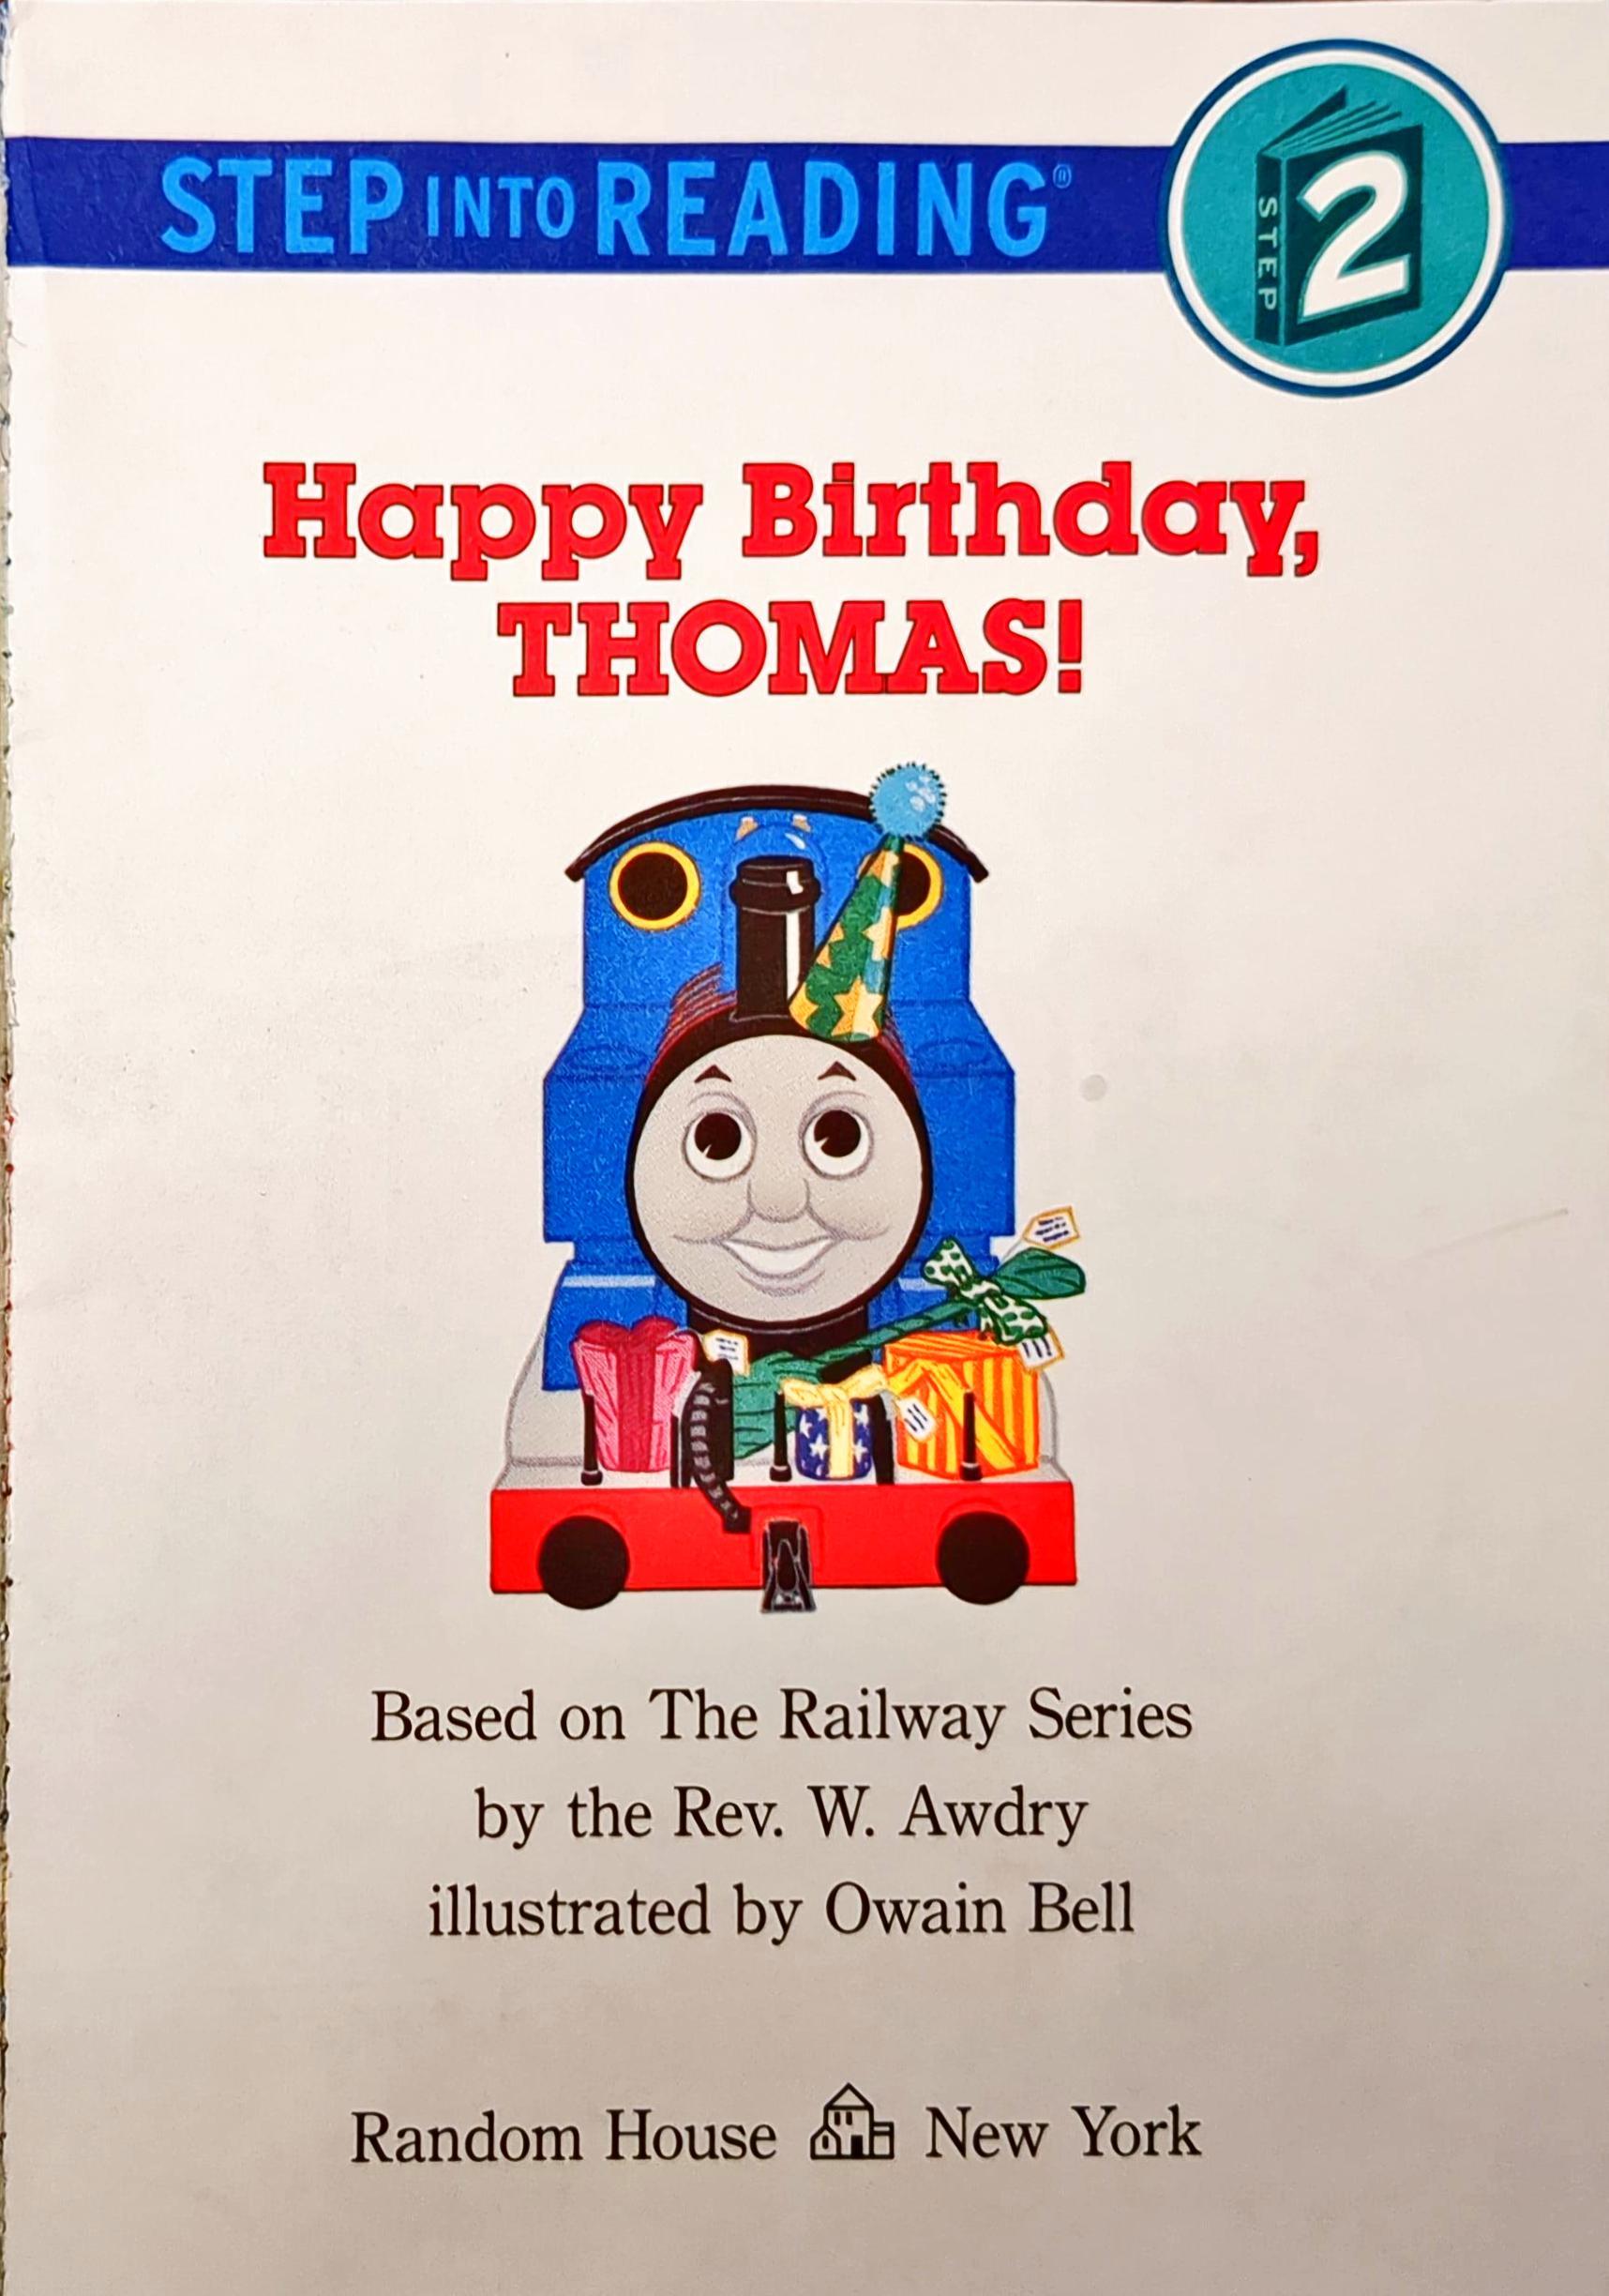 STEP INTO READING®
STEP 2
Happy Birthday,
THOMAS!
Based on The Railway Series
by the Rev. W. Awdry
illustrated by Owain Bell
Random House New York